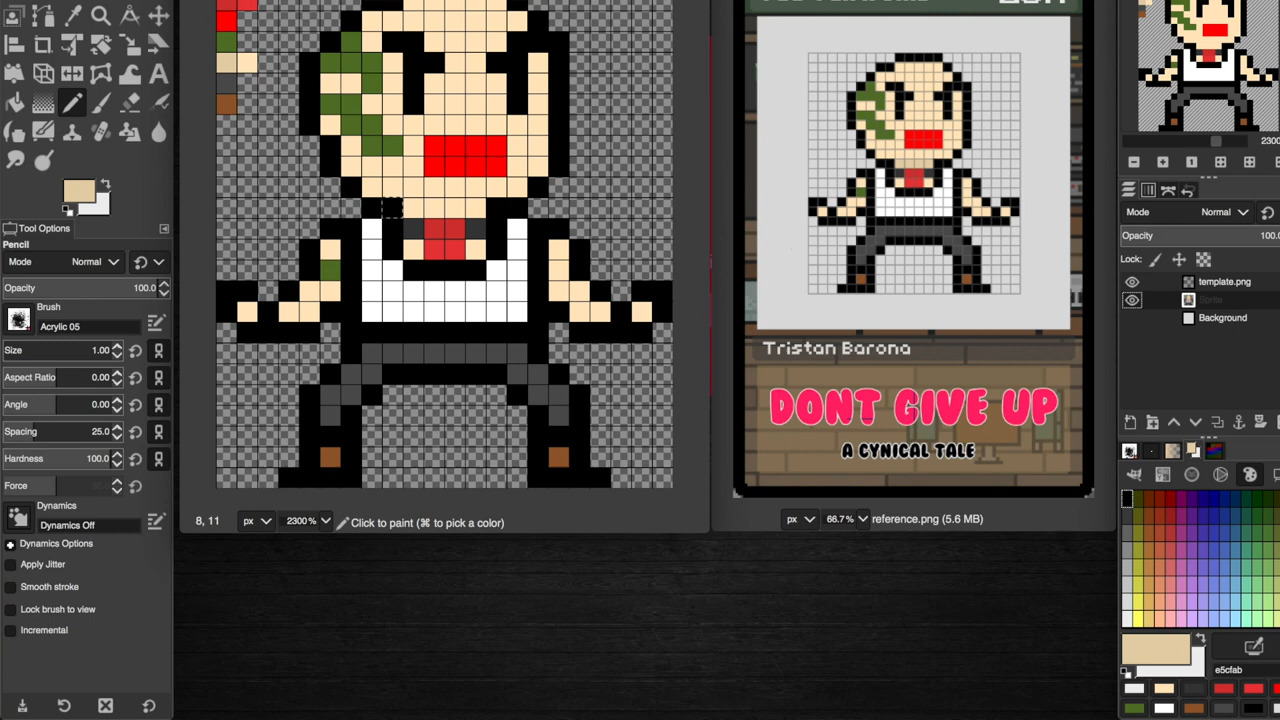 Tool Options
Pencil
Mode
Normal
Opacity
100.0
Brush
Acrylic 05
Size
1.00
Aspect Ratio
0.00
Angle
0.00
Spacing
25.0
Hardness
100.0
Force
Dynamics
Dynamics Off
Dynamics Options
Apply Jitter
Smooth stroke
Lock brush to view
Incremental
8, 11
px
2300 %
Click to paint (⌘ to pick a color)
Tristan Barona
DONT GIVE UP
A CYNICAL TALE
px
66.7%
reference.png (5.6 MB)
2300
Mode
Normal
Opacity
100.
Lock:
template.png
Sprite
Background
e5cfab